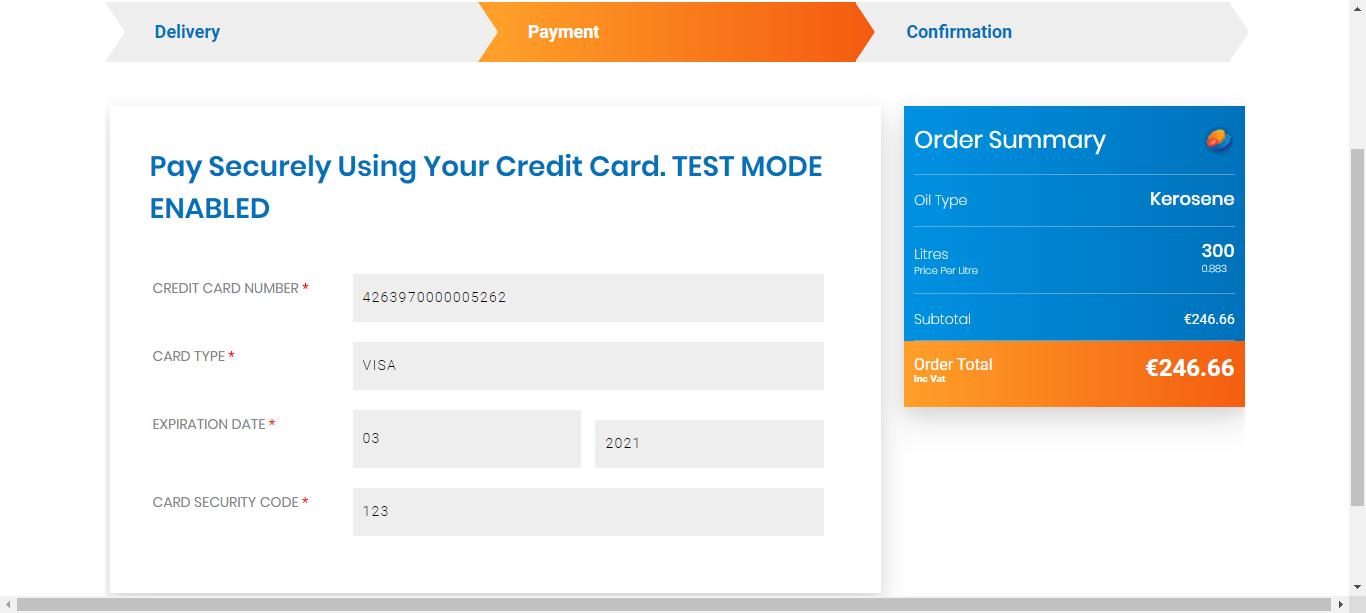 Delivery
Payment
Confirmation
Pay Securely Using Your Credit Card. TEST MODE
ENABLED
CREDIT CARD NUMBER *
4263970000005262
CARD TYPE *
VISA
EXPIRATION DATE *
03
2021
CARD SECURITY CODE *
123
Order Summary
Oil Type
Kerosene
Litres
300
Price Per Litre
0.883
Subtotal
€246.66
Order Total
€246.66
Inc Vat